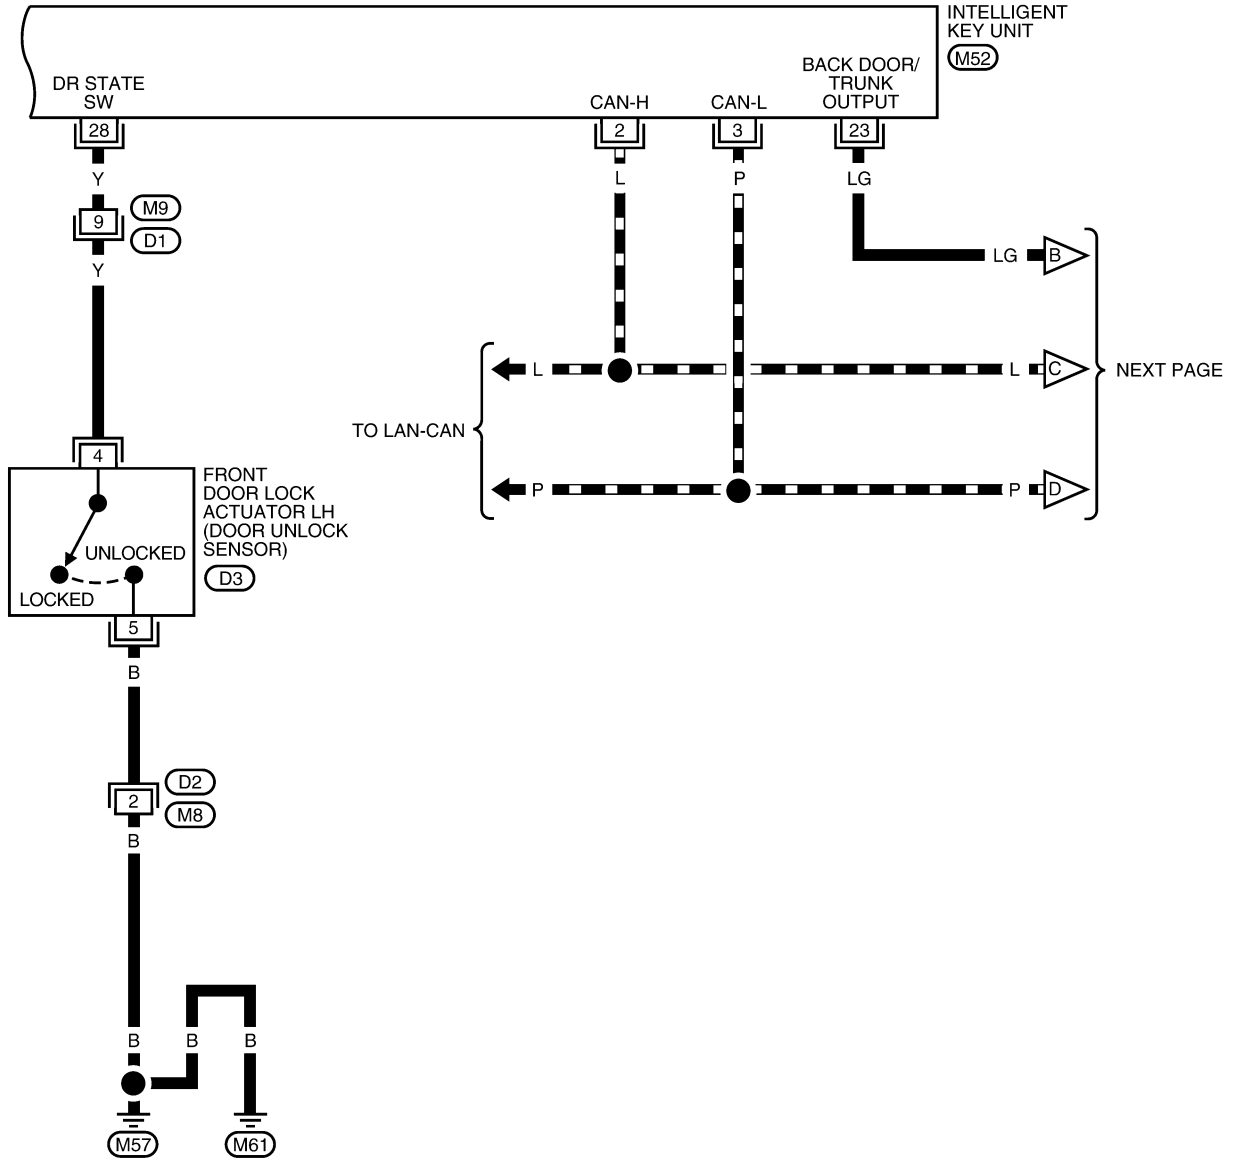 INTELLIGENT
KEY UNIT
M52
DR STATE
SW
CAN-H
CAN-L
BACK DOOR/
TRUNK
OUTPUT
28
2
3
23
Y
L
P
LG
9
M9
D1
Y
LG
B
L
L
C
NEXT PAGE
TO LAN-CAN
P
P
D
4
FRONT
DOOR LOCK
ACTUATOR LH
(DOOR UNLOCK
SENSOR)
D3
UNLOCKED
LOCKED
5
B
2
D2
M8
B
B
B
B
M57
M61